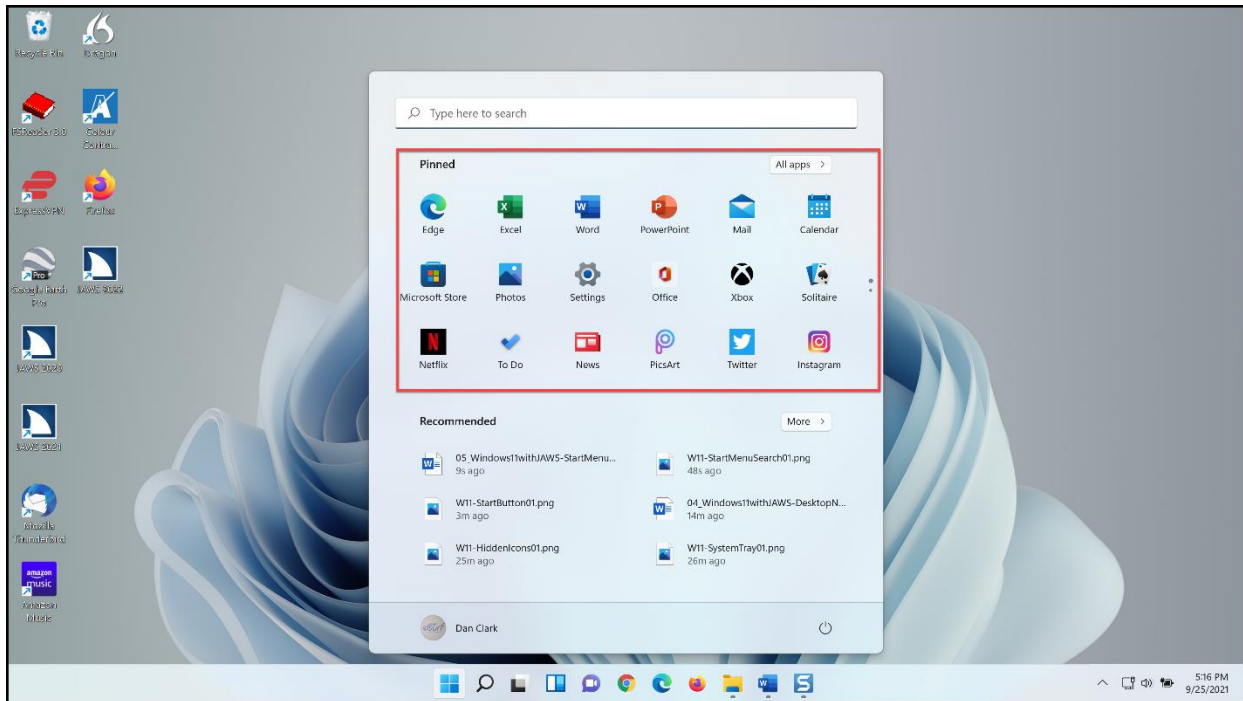 Recycle Bin
Dragon
FSReader 3.0
Colour
Contra...
ExpressVPN
Firefox
Pro
Google Earth
Pro
JAWS 2022
JAWS 2020
JAWS 2021
Mozilla
Thunderbird
amazon
music
Amazon
Music
Type here to search
Pinned
All apps >
Edge
Excel
Word
PowerPoint
Mail
Calendar
Microsoft Store
Photos
Settings
Office
Xbox
Solitaire
Netflix
To Do
News
PicsArt
Twitter
Instagram
Recommended
More >
05_Windows11withJAWS-StartMenu...
9s ago
W11-StartMenuSearch01.png
48s ago
W11-StartButton01.png
3m ago
04_Windows11withJAWS-DesktopN...
14m ago
W11-HiddenIcons01.png
25m ago
W11-SystemTray01.png
26m ago
Dan Clark
5:16 PM
9/25/2021